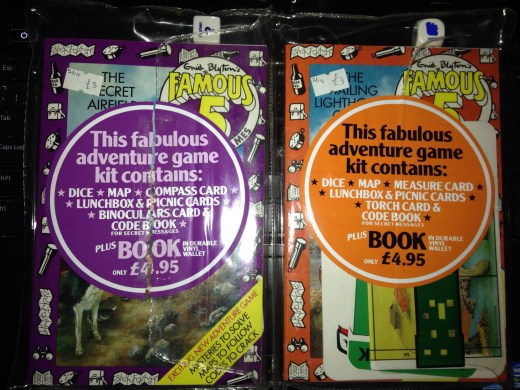 Enid Blyton's
FAMOUS
5
THE
SECRET
AIRFIELD
£3
This fabulous
adventure game
kit contains:
★ DICE ★ MAP ★ COMPASS CARD ★
★ LUNCHBOX & PICNIC CARDS ★
★ BINOCULARS CARD &
CODE BOOK ★
FOR SECRET MESSAGES
PLUS BOOK IN DURABLE
VINYL
WALLET
ONLY £4.95
EXCITING NEW ADVENTURE GAME
MYSTERIES TO SOLVE
MAPS TO FOLLOW
CODES TO CRACK
Enid Blyton's
FAMOUS
5
THE
WAILING
LIGHTHO
£3
This fabulous
adventure game
kit contains:
★ DICE ★ MAP ★ MEASURE CARD ★
★ LUNCHBOX & PICNIC CARDS ★
★ TORCH CARD &
CODE BOOK ★
FOR SECRET MESSAGES
PLUS BOOK IN DURABLE
VINYL
WALLET
ONLY £4.95